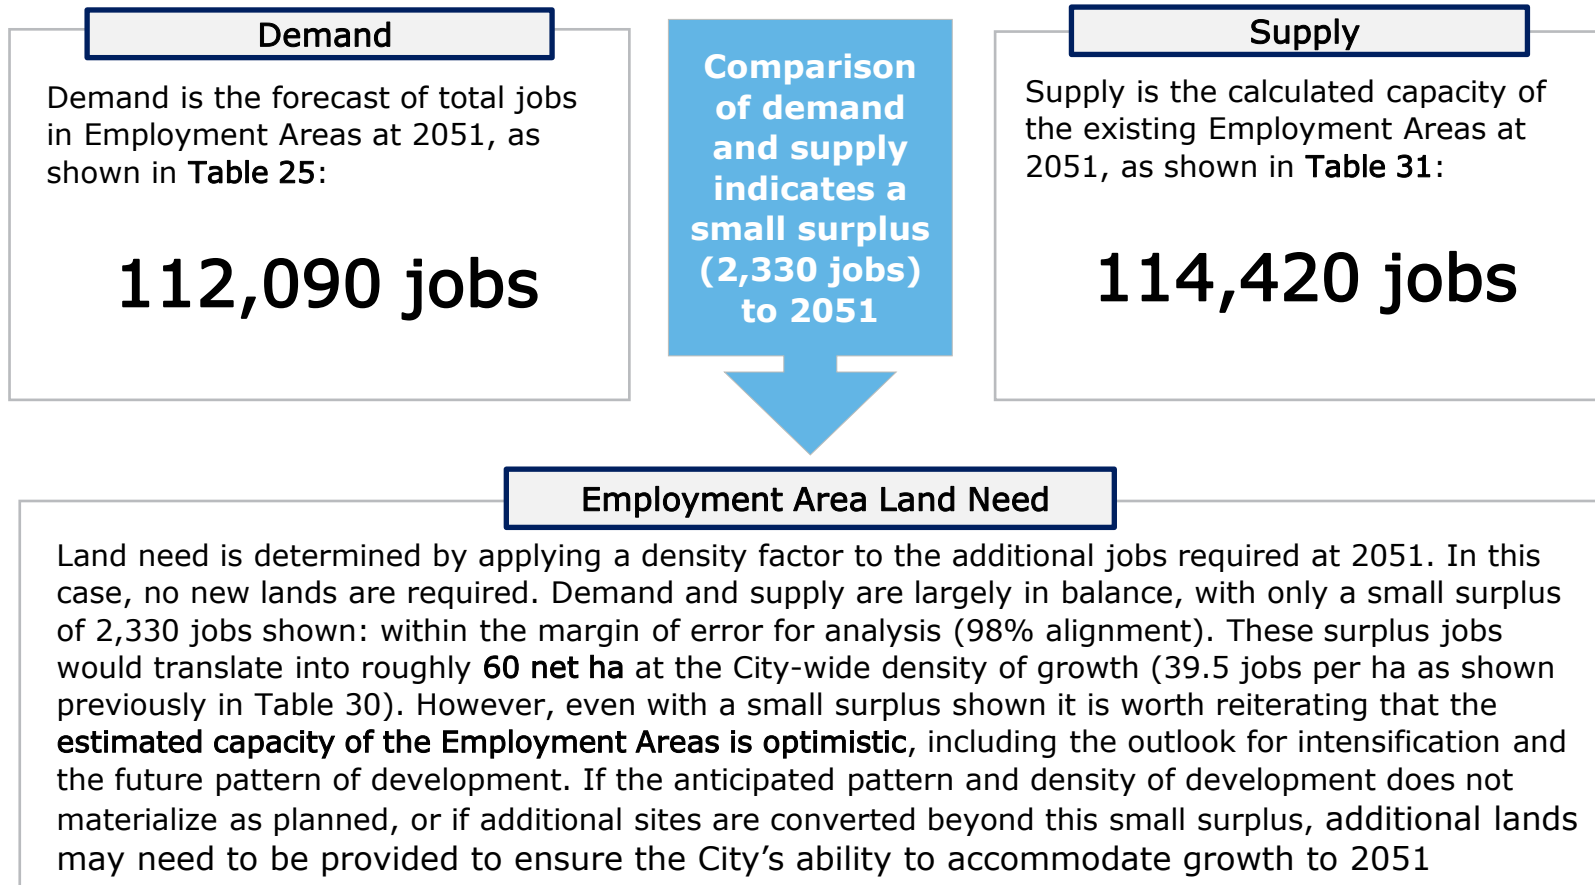 Demand
Demand is the forecast of total jobs
in Employment Areas at 2051, as
shown in Table 25:
112,090 jobs
Comparison
of demand
and supply
indicates a
small surplus
(2,330 jobs)
to 2051
Supply
Supply is the calculated capacity of
the existing Employment Areas at
2051, as shown in Table 31:
114,420 jobs
Employment Area Land Need
Land need is determined by applying a density factor to the additional jobs required at 2051. In this
case, no new lands are required. Demand and supply are largely in balance, with only a small surplus
of 2,330 jobs shown: within the margin of error for analysis (98% alignment). These surplus jobs
would translate into roughly 60 net ha at the City-wide density of growth (39.5 jobs per ha as shown
previously in Table 30). However, even with a small surplus shown it is worth reiterating that the
estimated capacity of the Employment Areas is optimistic, including the outlook for intensification and
the future pattern of development. If the anticipated pattern and density of development does not
materialize as planned, or if additional sites are converted beyond this small surplus, additional lands
may need to be provided to ensure the City's ability to accommodate growth to 2051